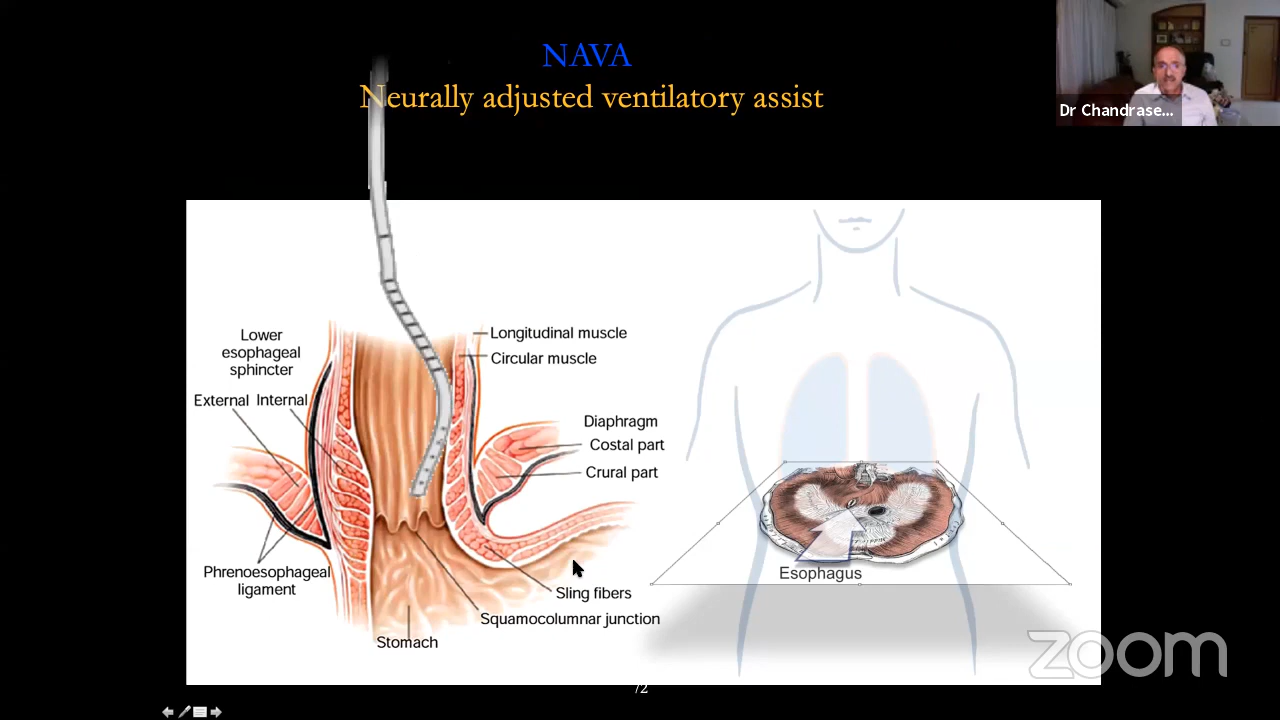 NAVA
Neurally adjusted ventilatory assist
Dr Chandrase...
Lower
esophageal
sphincter
External
Internal
Longitudinal muscle
Circular muscle
Diaphragm
Costal part
Crural part
Phrenoesophageal
ligament
Sling fibers
Squamocolumnar junction
Stomach
Esophagus
72
zoom